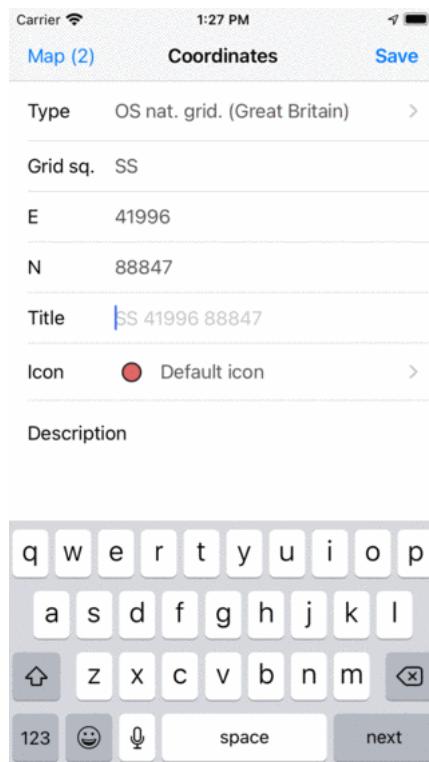 Carrier 1:27 PM
Map (2) Coordinates Save
Type OS nat. grid. (Great Britain)
Grid sq. SS
E 41996
N 88847
Title SS 41996 88847
Icon Default icon
Description
q w e r t y u i o p
a s d f g h j k l
z x c v b n m
123 space next